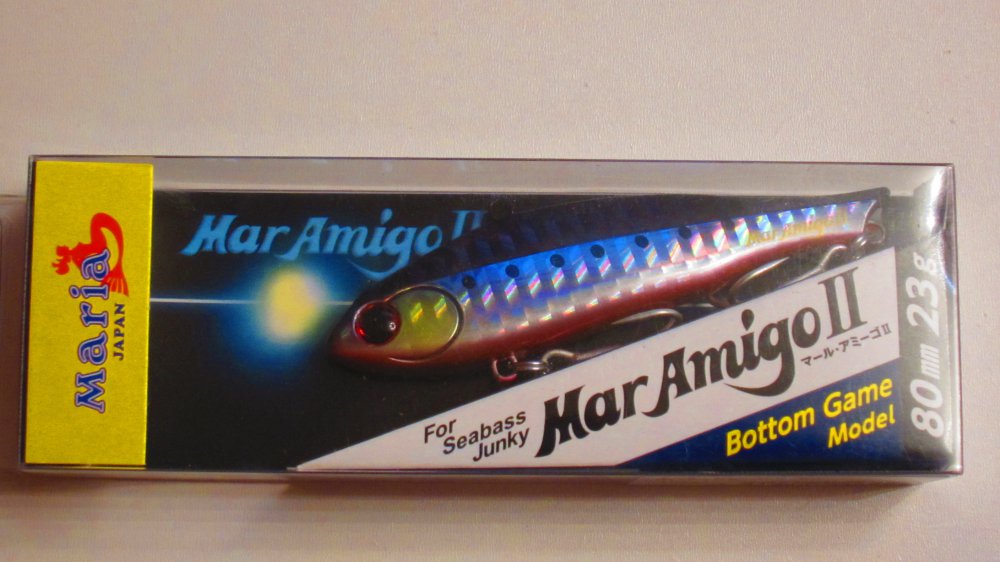 Maria
JAPAN
Mar Amigo II
Mar Amigo
For
Seabass
Junky
Mar Amigo II
マール・アミーゴII
Bottom Game
Model
80mm 23g